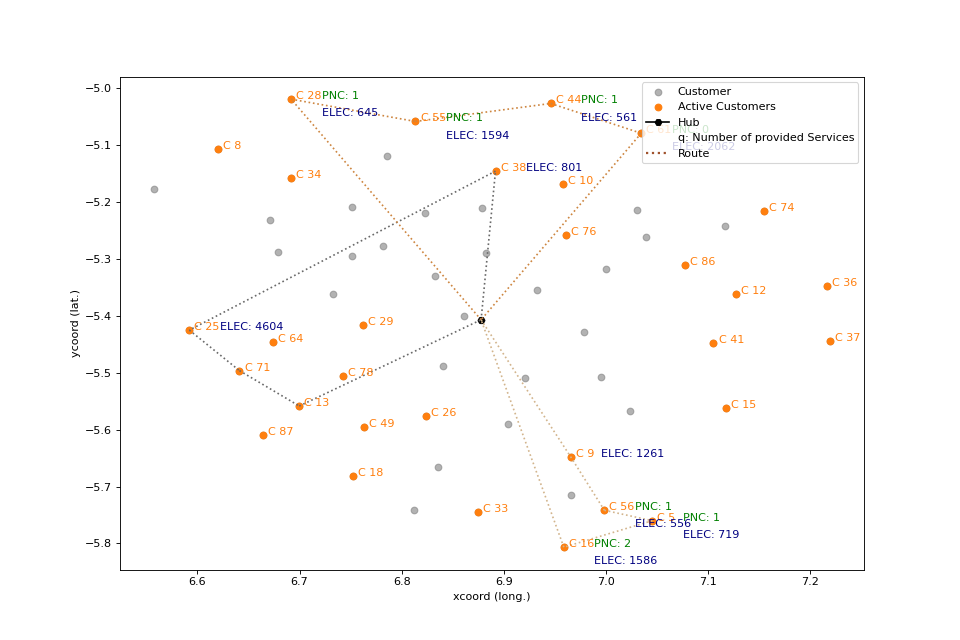 −5.0
−5.1
−5.2
−5.3
−5.4
−5.5
−5.6
−5.7
−5.8
ycoord (lat.)
C 28 PNC: 1
ELEC: 645
C 55 PNC: 1
ELEC: 1594
C 44 PNC: 1
ELEC: 561
C 61 PNC: 0
ELEC: 2062
Customer
Active Customers
Hub
q: Number of provided Services
Route
C 8
C 38 ELEC: 801
C 34
C 10
C 74
C 76
C 86
C 36
C 12
C 25 ELEC: 4604
C 29
C 64
C 41
C 37
C 71
C 78
C 13
C 15
C 26
C 49
C 87
C 9 ELEC: 1261
C 18
C 33
C 56 PNC: 1
ELEC: 556
C 5 PNC: 1
ELEC: 719
C 16 PNC: 2
ELEC: 1586
6.6 6.7 6.8 6.9 7.0 7.1 7.2
xcoord (long.)